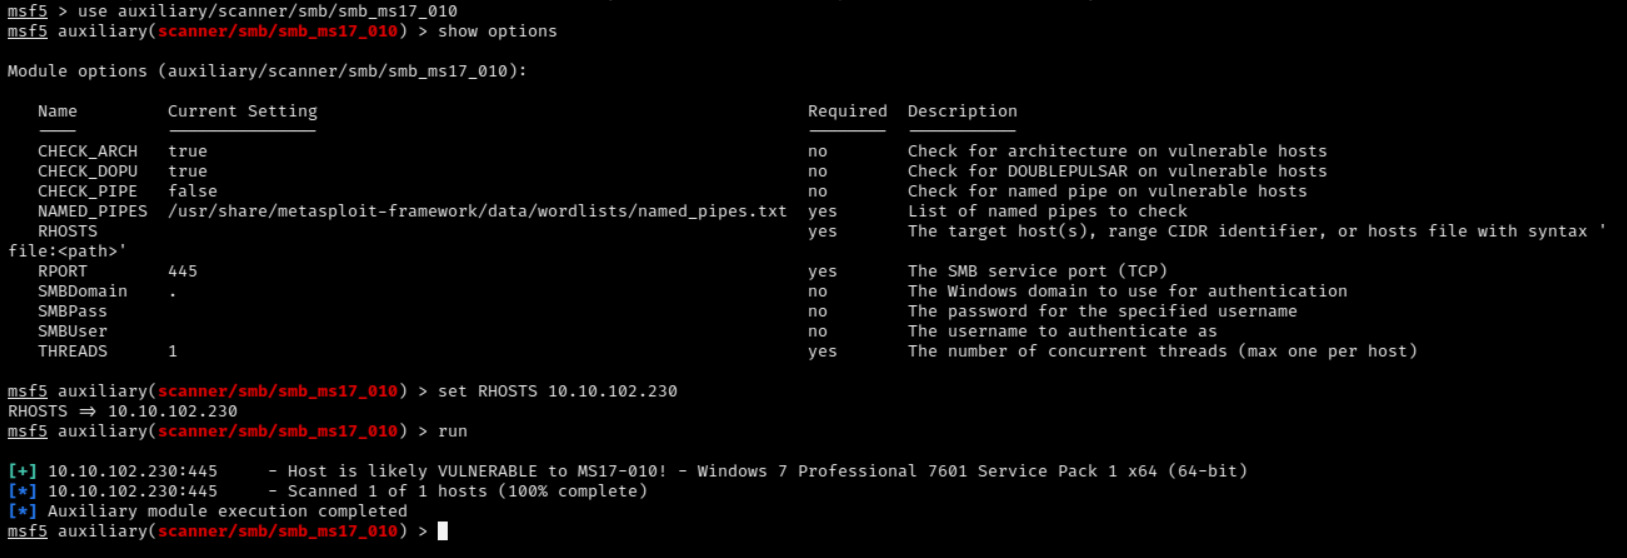 msf5 > use auxiliary/scanner/smb/smb_ms17_010
msf5 auxiliary(scanner/smb/smb_ms17_010) > show options
Module options (auxiliary/scanner/smb/smb_ms17_010):
Name Current Setting Required Description
CHECK_ARCH true no Check for architecture on vulnerable hosts
CHECK_DOPU true no Check for DOUBLEPULSAR on vulnerable hosts
CHECK_PIPE false no Check for named pipe on vulnerable hosts
NAMED_PIPES /usr/share/metasploit-framework/data/wordlists/named_pipes.txt yes List of named pipes to check
RHOSTS yes The target host(s), range CIDR identifier, or hosts file with syntax '
file:<path>'
RPORT 445 yes The SMB service port (TCP)
SMBDomain . no The Windows domain to use for authentication
SMBPass no The password for the specified username
SMBUser no The username to authenticate as
THREADS 1 yes The number of concurrent threads (max one per host)
msf5 auxiliary(scanner/smb/smb_ms17_010) > set RHOSTS 10.10.102.230
RHOSTS ⇒ 10.10.102.230
msf5 auxiliary(scanner/smb/smb_ms17_010) > run
[+] 10.10.102.230:445 - Host is likely VULNERABLE to MS17-010! - Windows 7 Professional 7601 Service Pack 1 x64 (64-bit)
[*] 10.10.102.230:445 - Scanned 1 of 1 hosts (100% complete)
[*] Auxiliary module execution completed
msf5 auxiliary(scanner/smb/smb_ms17_010) >